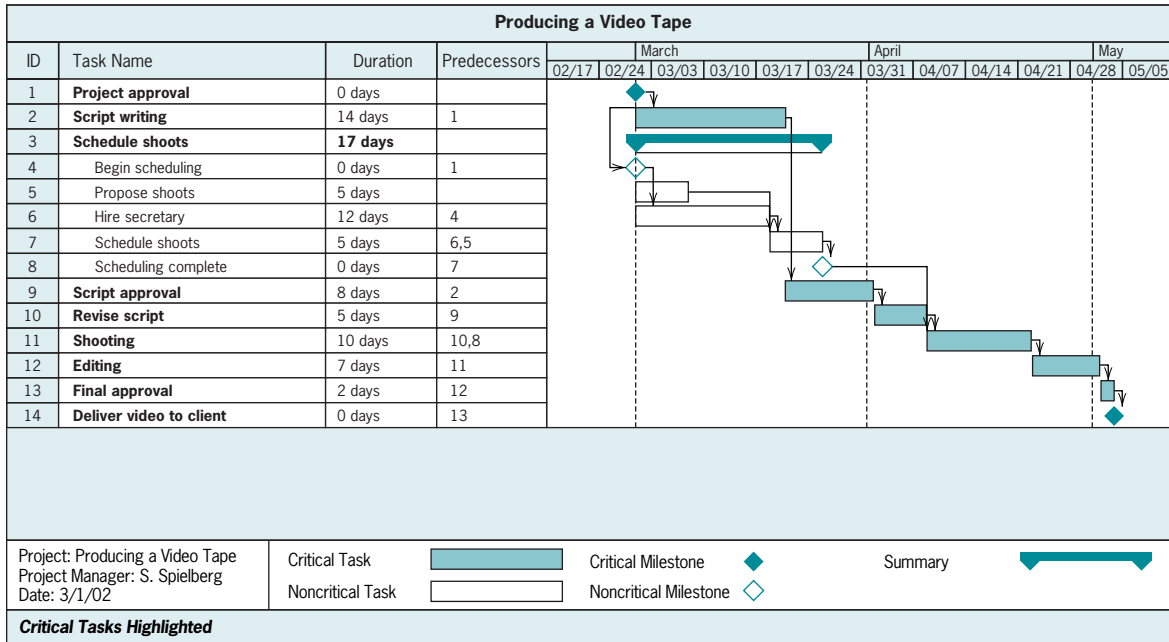 Producing a Video Tape
ID Task Name Duration Predecessors March April May
02/17 02/24 03/03 03/10 03/17 03/24 03/31 04/07 04/14 04/21 04/28 05/05
1 Project approval 0 days
2 Script writing 14 days 1
3 Schedule shoots 17 days
4 Begin scheduling 0 days 1
5 Propose shoots 5 days
6 Hire secretary 12 days 4
7 Schedule shoots 5 days 6,5
8 Scheduling complete 0 days 7
9 Script approval 8 days 2
10 Revise script 5 days 9
11 Shooting 10 days 10,8
12 Editing 7 days 11
13 Final approval 2 days 12
14 Deliver video to client 0 days 13
Project: Producing a Video Tape
Project Manager: S. Spielberg
Date: 3/1/02
Critical Task Critical Milestone Summary
Noncritical Task Noncritical Milestone
Critical Tasks Highlighted